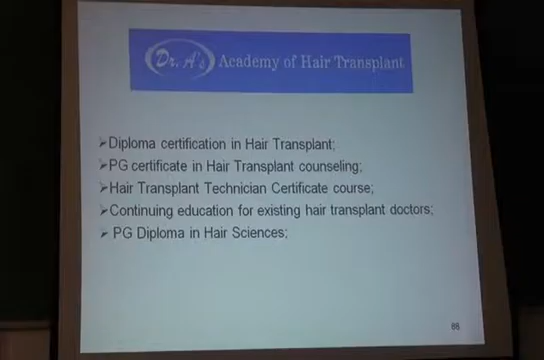 Dr. A's Academy of Hair Transplant
➢Diploma certification in Hair Transplant;
➢PG certificate in Hair Transplant counseling;
➢Hair Transplant Technician Certificate course;
➢Continuing education for existing hair transplant doctors;
➢ PG Diploma in Hair Sciences;
66